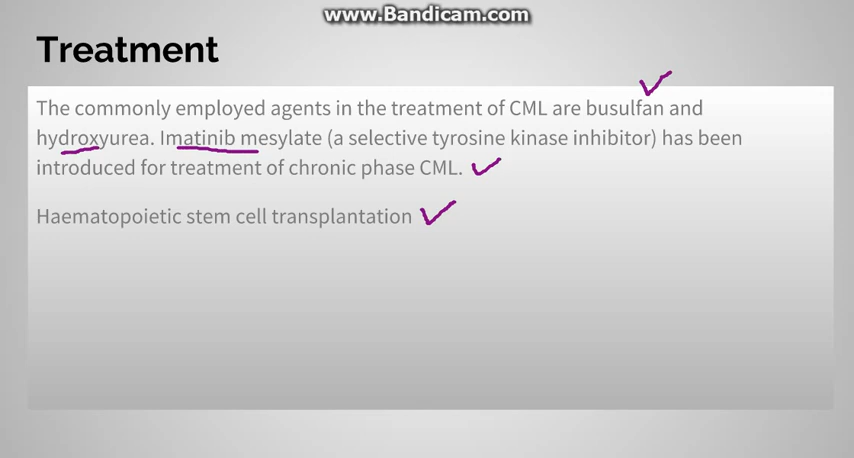 www.Bandicam.com
Treatment
The commonly employed agents in the treatment of CML are busulfan and
hydroxyurea. Imatinib mesylate (a selective tyrosine kinase inhibitor) has been
introduced for treatment of chronic phase CML.
Haematopoietic stem cell transplantation